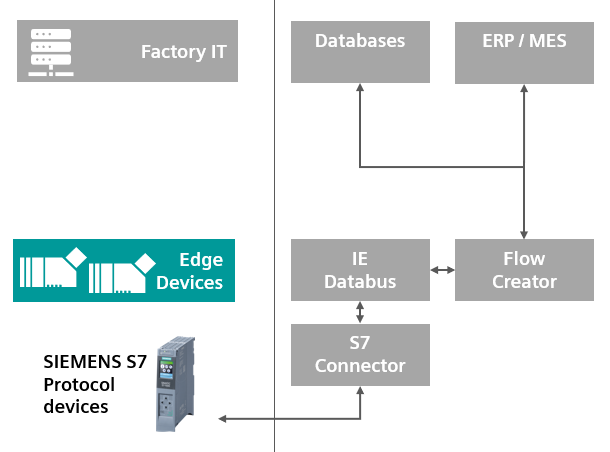 Factory IT
Databases
ERP / MES
Edge
Devices
IE
Databus
Flow
Creator
S7
Connector
SIEMENS S7
Protocol
devices